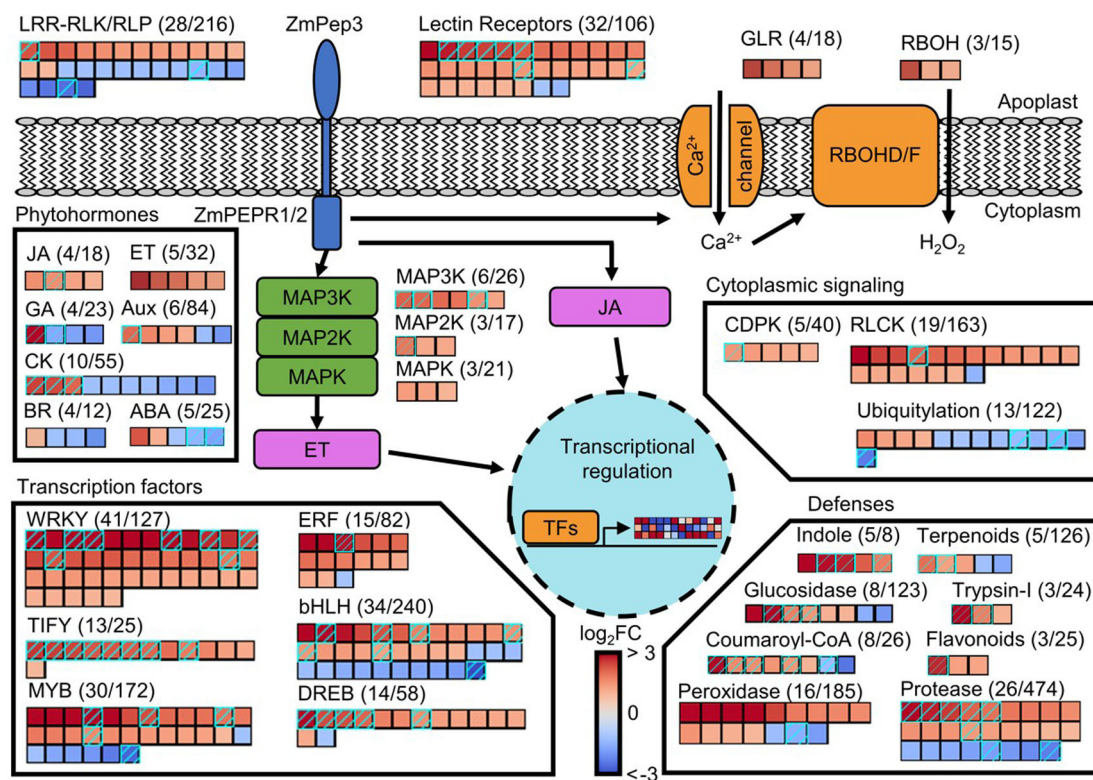 LRR-RLK/RLP (28/216)
ZmPep3
Lectin Receptors (32/106)
GLR (4/18)
RBOH (3/15)
Apoplast
Ca²⁺
channel
RBOHD/F
Cytoplasm
Phytohormones
ZmPEPR1/2
Ca²⁺
H₂O₂
JA (4/18)
ET (5/32)
GA (4/23)
Aux (6/84)
CK (10/55)
BR (4/12)
ABA (5/25)
MAP3K
MAP2K
MAPK
ET
MAP3K (6/26)
MAP2K (3/17)
MAPK (3/21)
JA
Cytoplasmic signaling
CDPK (5/40)
RLCK (19/163)
Ubiquitylation (13/122)
Transcriptional
regulation
TFs
Transcription factors
WRKY (41/127)
ERF (15/82)
TIFY (13/25)
bHLH (34/240)
MYB (30/172)
DREB (14/58)
log₂FC
> 3
0
<-3
Defenses
Indole (5/8)
Terpenoids (5/126)
Glucosidase (8/123)
Trypsin-I (3/24)
Coumaroyl-CoA (8/26)
Flavonoids (3/25)
Peroxidase (16/185)
Protease (26/474)